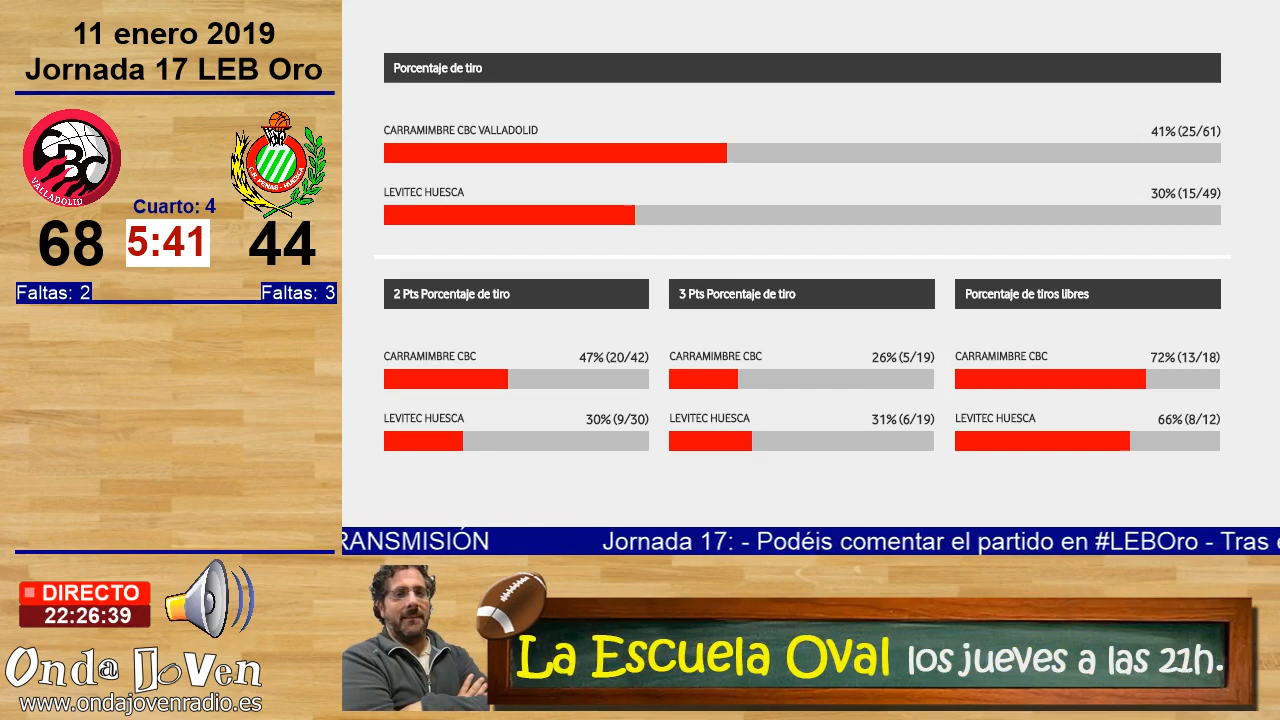 11 enero 2019
Jornada 17 LEB Oro
CBC
VALLADOLID
C.B. PEÑAS - HUESCA
Cuarto: 4
68 5:41 44
Faltas: 2 Faltas: 3
Porcentaje de tiro
CARRAMIMBRE CBC VALLADOLID 41% (25/61)
LEVITEC HUESCA 30% (15/49)
2 Pts Porcentaje de tiro
CARRAMIMBRE CBC 47% (20/42)
LEVITEC HUESCA 30% (9/30)
3 Pts Porcentaje de tiro
CARRAMIMBRE CBC 26% (5/19)
LEVITEC HUESCA 31% (6/19)
Porcentaje de tiros libres
CARRAMIMBRE CBC 72% (13/18)
LEVITEC HUESCA 66% (8/12)
RANSMISIÓN Jornada 17: - Podéis comentar el partido en #LEBOro - Tras
DIRECTO
22:26:39
Onda Joven
www.ondajovenradio.es
La Escuela Oval los jueves a las 21h.